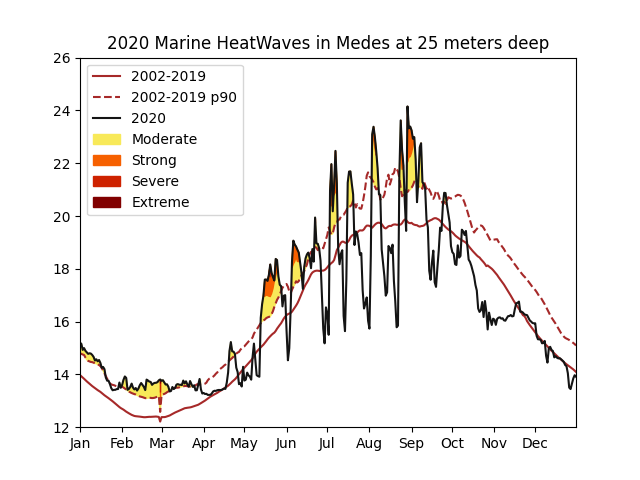 2020 Marine HeatWaves in Medes at 25 meters deep
26
24
22
20
18
16
14
12
2002-2019
2002-2019 p90
2020
Moderate
Strong
Severe
Extreme
Jan Feb Mar Apr May Jun Jul Aug Sep Oct Nov Dec